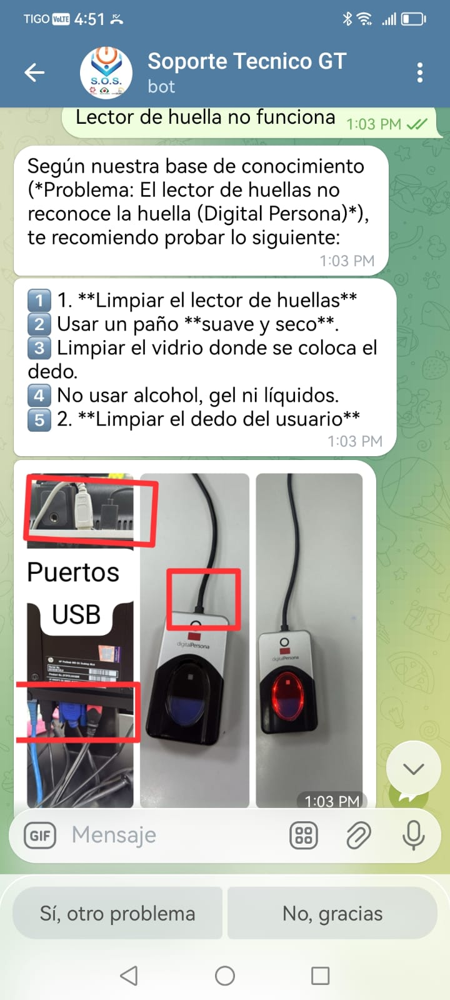 TIGO VoLTE 4:51
Soporte Tecnico GT
S.O.S.
bot
Lector de huella no funciona 1:03 PM
Según nuestra base de conocimiento
(*Problema: El lector de huellas no
reconoce la huella (Digital Persona)*),
te recomiendo probar lo siguiente:
1:03 PM
1 1. **Limpiar el lector de huellas**
2 Usar un paño **suave y seco**.
3 Limpiar el vidrio donde se coloca el
dedo.
4 No usar alcohol, gel ni líquidos.
5 2. **Limpiar el dedo del usuario**
1:03 PM
Puertos
USB
digitalPersona
digitalPersona
1:03 PM
GIF Mensaje
Sí, otro problema
No, gracias